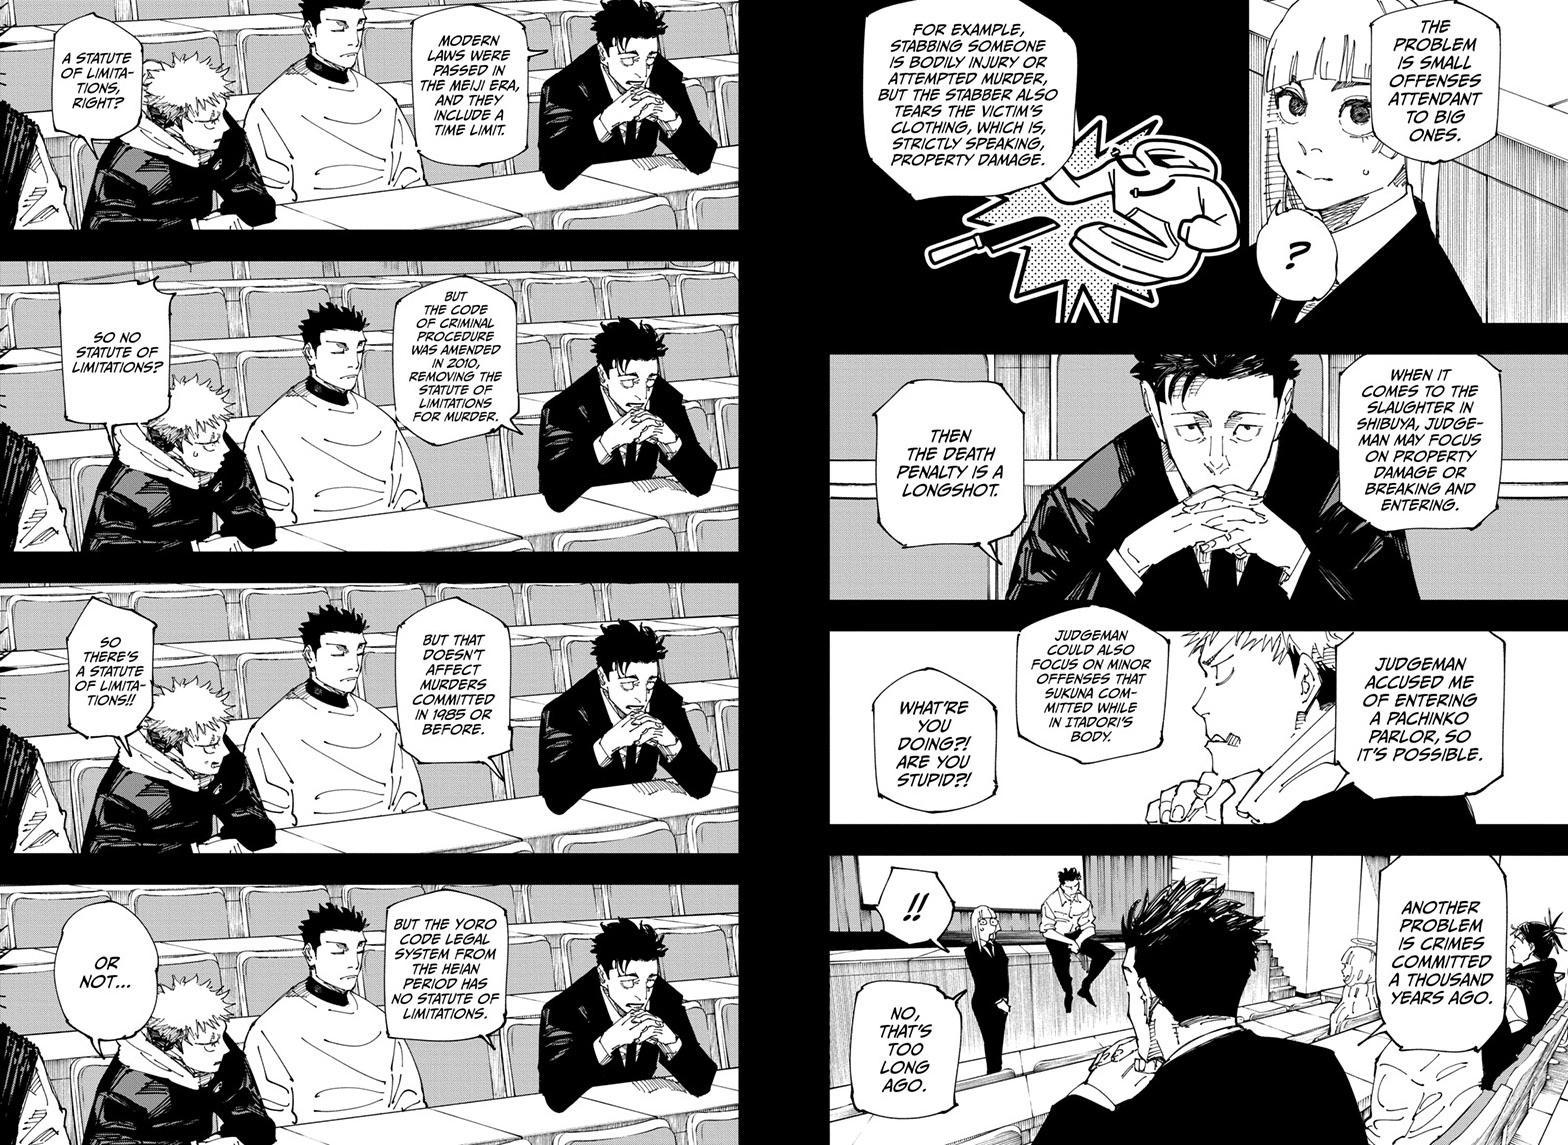 THE
PROBLEM
IS SMALL
OFFENSES
ATTENDANT
TO BIG
ONES.
?
FOR EXAMPLE,
STABBING SOMEONE
IS BODILY INJURY OR
ATTEMPTED MURDER,
BUT THE STABBER ALSO
TEARS THE VICTIM'S
CLOTHING, WHICH IS,
STRICTLY SPEAKING,
PROPERTY DAMAGE.
WHEN IT
COMES TO THE
SLAUGHTER IN
SHIBUYA, JUDGE-
MAN MAY FOCUS
ON PROPERTY
DAMAGE OR
BREAKING AND
ENTERING.
THEN
THE DEATH
PENALTY IS A
LONGSHOT.
JUDGEMAN
ACCUSED ME
OF ENTERING
A PACHINKO
PARLOR, SO
IT'S POSSIBLE.
JUDGEMAN
COULD ALSO
FOCUS ON MINOR
OFFENSES THAT
SUKUNA COM-
MITTED WHILE
IN ITADORI'S
BODY.
WHAT'RE
YOU
DOING?!
ARE YOU
STUPID?!
ANOTHER
PROBLEM
IS CRIMES
COMMITTED
A THOUSAND
YEARS AGO.
!!
NO,
THAT'S
TOO
LONG
AGO.
MODERN
LAWS WERE
PASSED IN
THE MEIJI ERA,
AND THEY
INCLUDE A
TIME LIMIT.
A STATUTE
OF LIMITA-
TIONS,
RIGHT?
BUT
THE CODE
OF CRIMINAL
PROCEDURE
WAS AMENDED
IN 2010,
REMOVING THE
STATUTE OF
LIMITATIONS
FOR MURDER.
SO NO
STATUTE OF
LIMITATIONS?
BUT THAT
DOESN'T
AFFECT
MURDERS
COMMITTED
IN 1985 OR
BEFORE.
SO
THERE'S
A STATUTE
OF LIMITA-
TIONS!!
BUT THE YORO
CODE LEGAL
SYSTEM FROM
THE HEIAN
PERIOD HAS
NO STATUTE OF
LIMITATIONS.
OR
NOT...